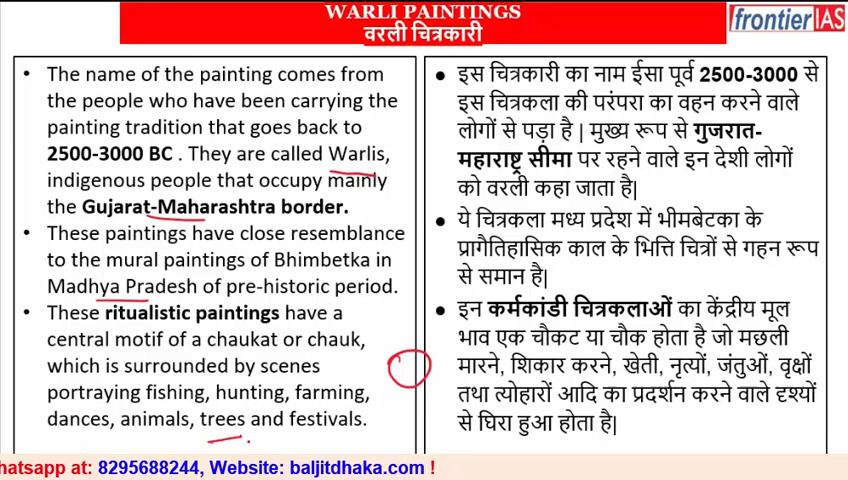 WARLI PAINTINGS
वरली चित्रकारी
frontierIAS
• The name of the painting comes from
the people who have been carrying the
painting tradition that goes back to
2500-3000 BC . They are called Warlis,
indigenous people that occupy mainly
the Gujarat-Maharashtra border.
• These paintings have close resemblance
to the mural paintings of Bhimbetka in
Madhya Pradesh of pre-historic period.
• These ritualistic paintings have a
central motif of a chaukat or chauk,
which is surrounded by scenes
portraying fishing, hunting, farming,
dances, animals, trees and festivals.
• इस चित्रकारी का नाम ईसा पूर्व 2500-3000 से
इस चित्रकला की परंपरा का वहन करने वाले
लोगों से पड़ा है | मुख्य रूप से गुजरात-
महाराष्ट्र सीमा पर रहने वाले इन देशी लोगों
को वरली कहा जाता है|
• ये चित्रकला मध्य प्रदेश में भीमबेटका के
प्रागैतिहासिक काल के भित्ति चित्रों से गहन रूप
से समान है|
• इन कर्मकांडी चित्रकलाओं का केंद्रीय मूल
भाव एक चौकट या चौक होता है जो मछली
मारने, शिकार करने, खेती, नृत्यों, जंतुओं, वृक्षों
तथा त्योहारों आदि का प्रदर्शन करने वाले दृश्यों
से घिरा हुआ होता है|
hatsapp at: 8295688244, Website: baljitdhaka.com !